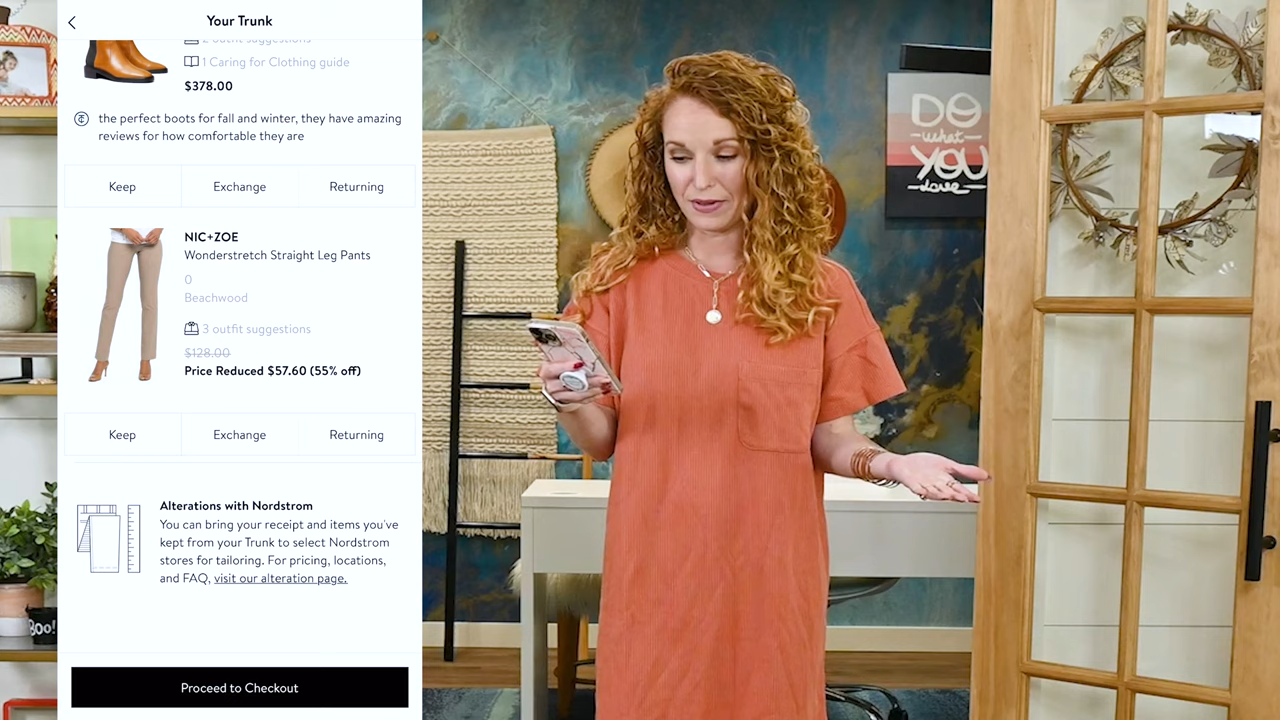 Your Trunk
2 outfit suggestions
1 Caring for Clothing guide
$378.00
the perfect boots for fall and winter, they have amazing
reviews for how comfortable they are
Keep Exchange Returning
NIC+ZOE
Wonderstretch Straight Leg Pants
0
Beachwood
3 outfit suggestions
$128.00
Price Reduced $57.60 (55% off)
Keep Exchange Returning
Alterations with Nordstrom
You can bring your receipt and items you've
kept from your Trunk to select Nordstrom
stores for tailoring. For pricing, locations,
and FAQ, visit our alteration page.
Proceed to Checkout
DO
what
YOU
love
Boo!